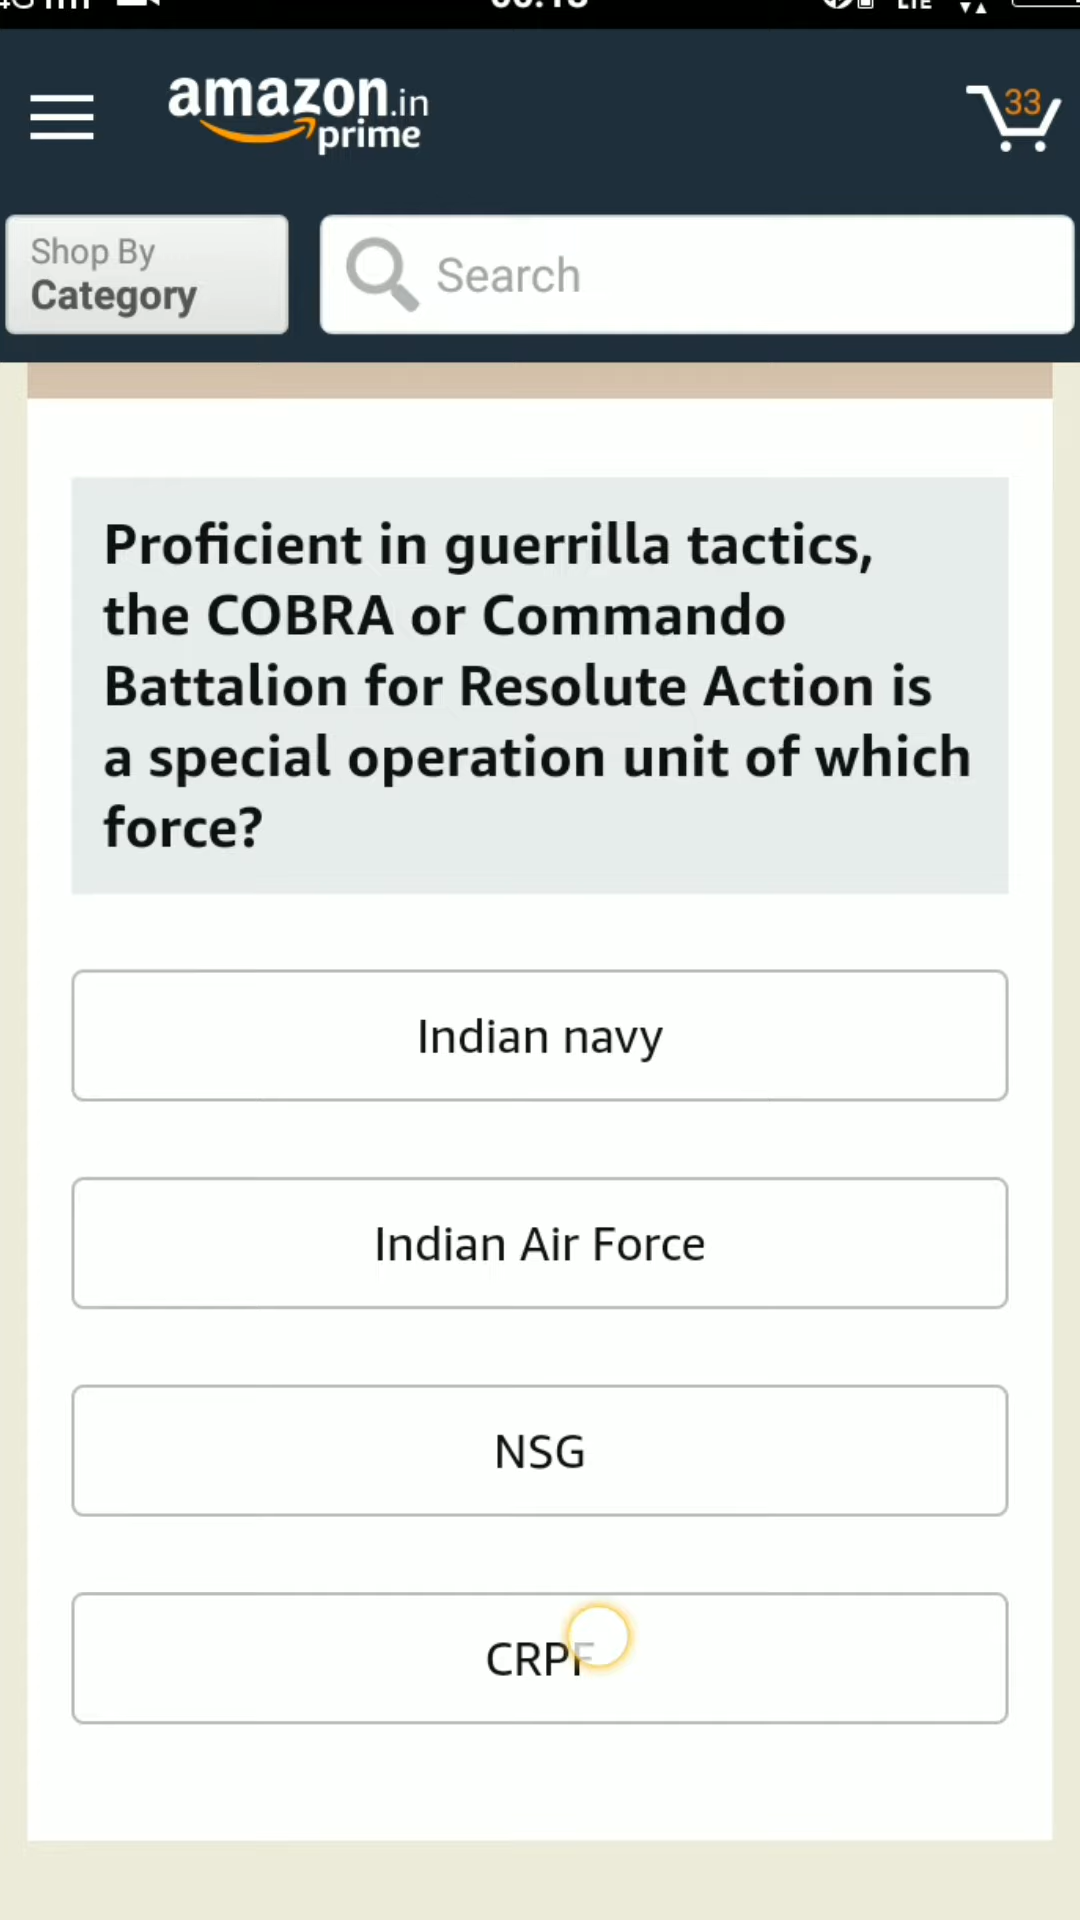 amazon.in
33
prime
Shop By
Category
Search
Proficient in guerrilla tactics,
the COBRA or Commando
Battalion for Resolute Action is
a special operation unit of which
force?
Indian navy
Indian Air Force
NSG
CRPF